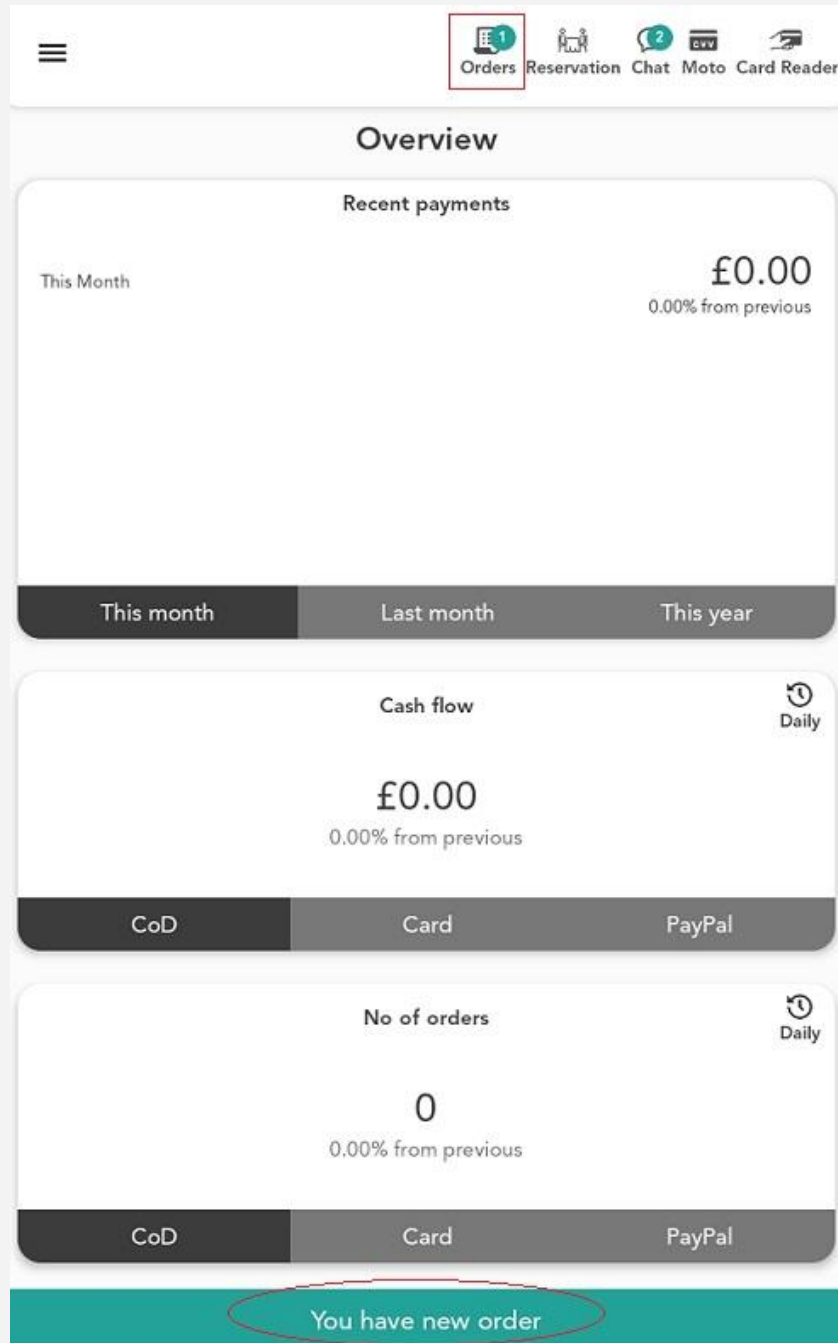 1
2
CVV
Orders Reservation Chat Moto Card Reader
Overview
Recent payments
This Month
£0.00
0.00% from previous
This month Last month This year
Cash flow
Daily
£0.00
0.00% from previous
CoD Card PayPal
No of orders
Daily
0
0.00% from previous
CoD Card PayPal
You have new order